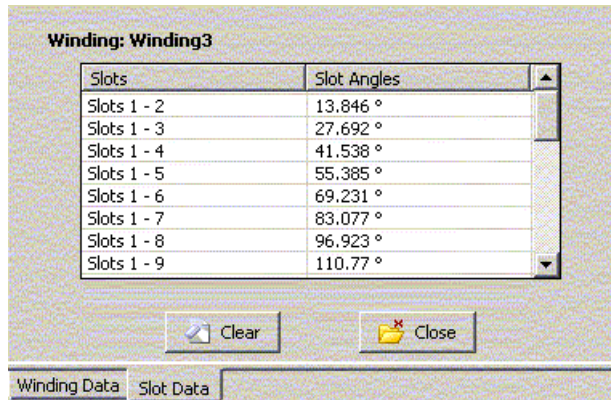 Winding: Winding3
Slots Slot Angles
Slots 1 - 2 13.846 °
Slots 1 - 3 27.692 °
Slots 1 - 4 41.538 °
Slots 1 - 5 55.385 °
Slots 1 - 6 69.231 °
Slots 1 - 7 83.077 °
Slots 1 - 8 96.923 °
Slots 1 - 9 110.77 °
Clear Close
Winding Data Slot Data